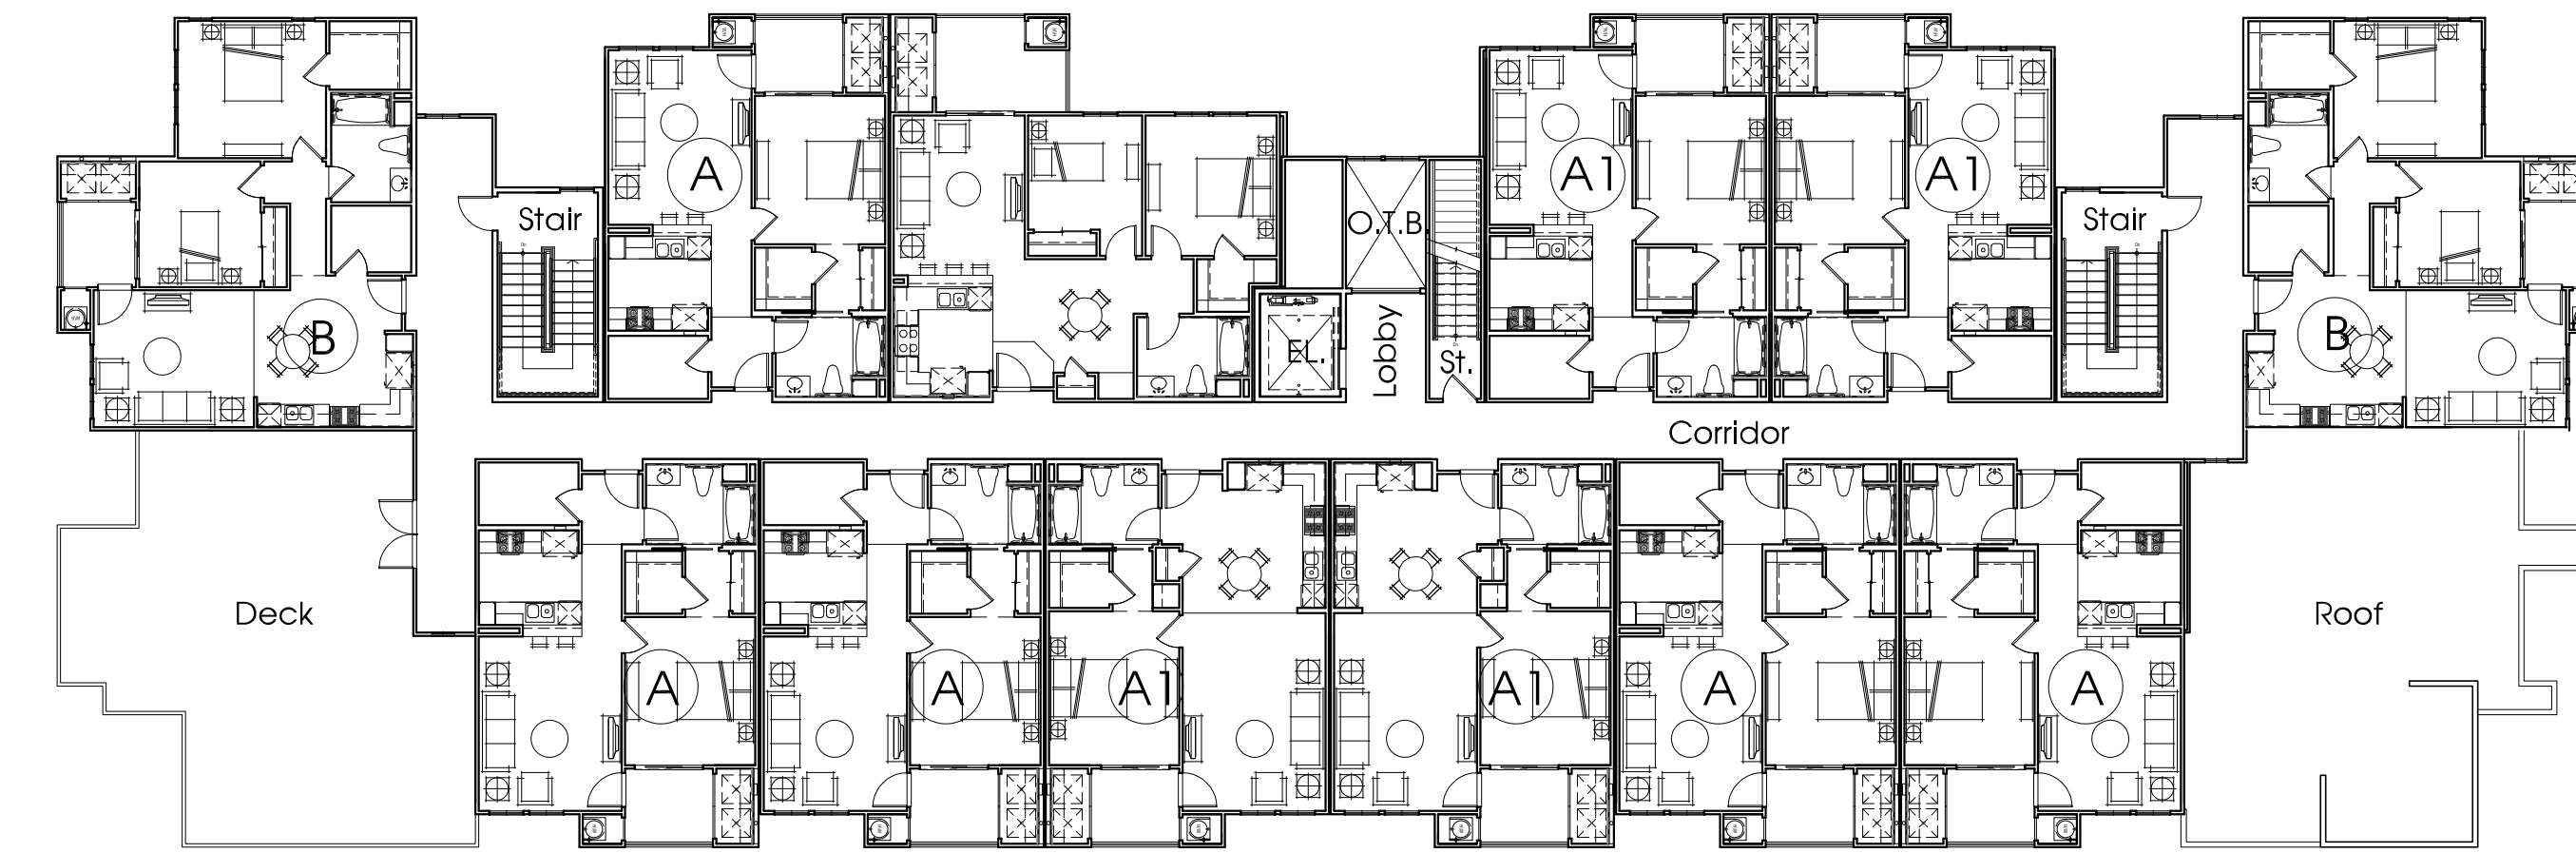 A
A1
A1
Stair
O.T.B.
Stair
B
EL.
Lobby
St.
B
Corridor
Deck
Roof
A
A
A1
A1
A
A